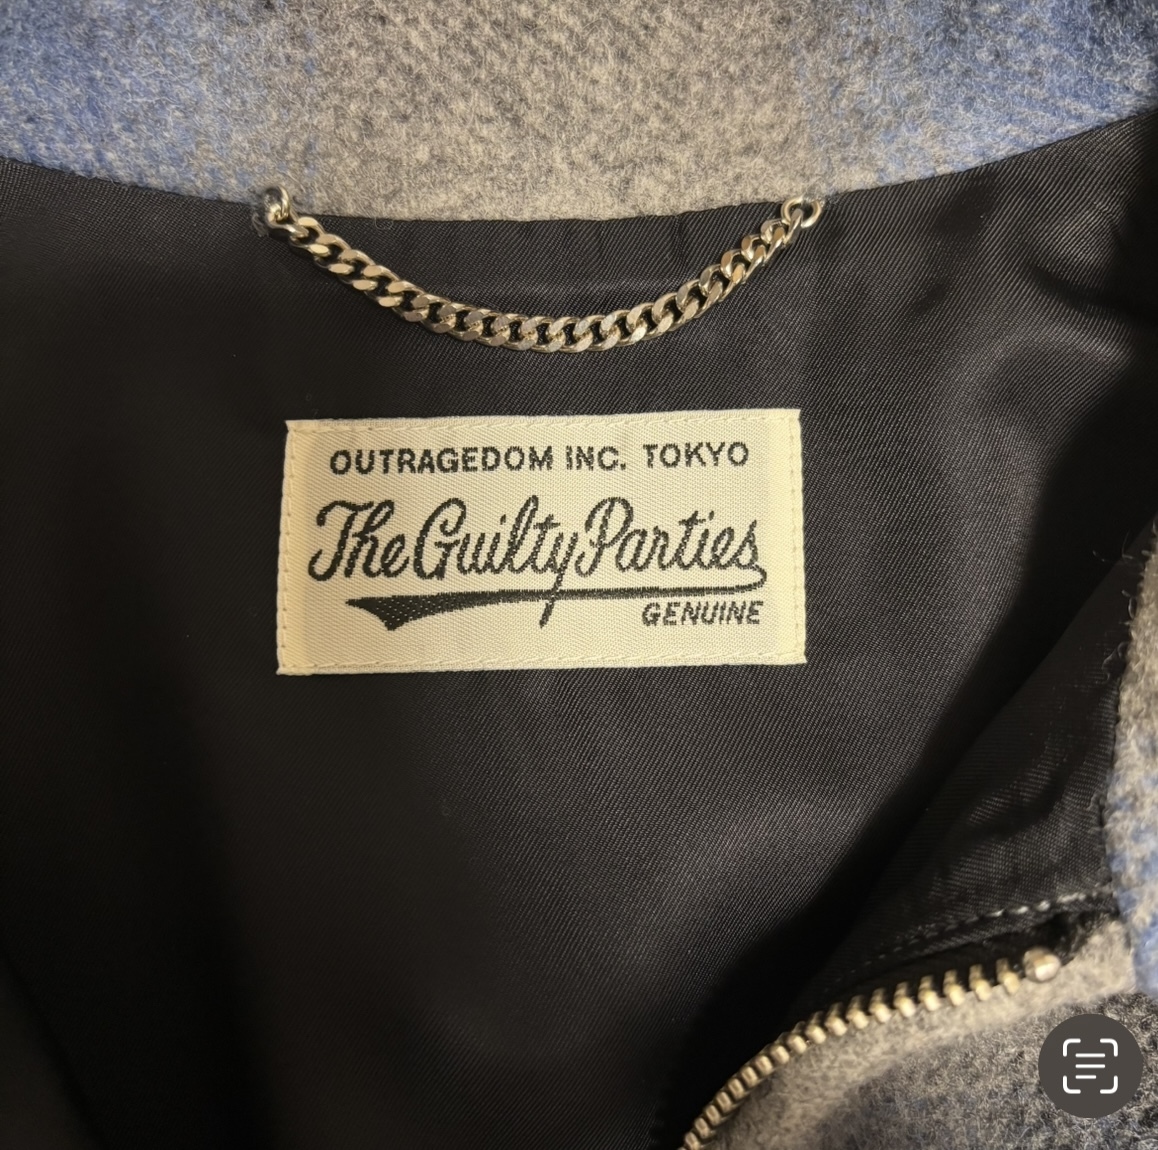 OUTRAGEDOM INC. TOKYO
The Guilty Parties
GENUINE